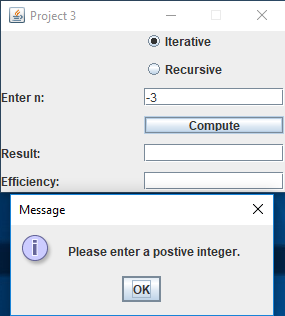 Project 3
Iterative
Recursive
Enter n:
-3
Compute
Result:
Efficiency:
Message
Please enter a postive integer.
OK